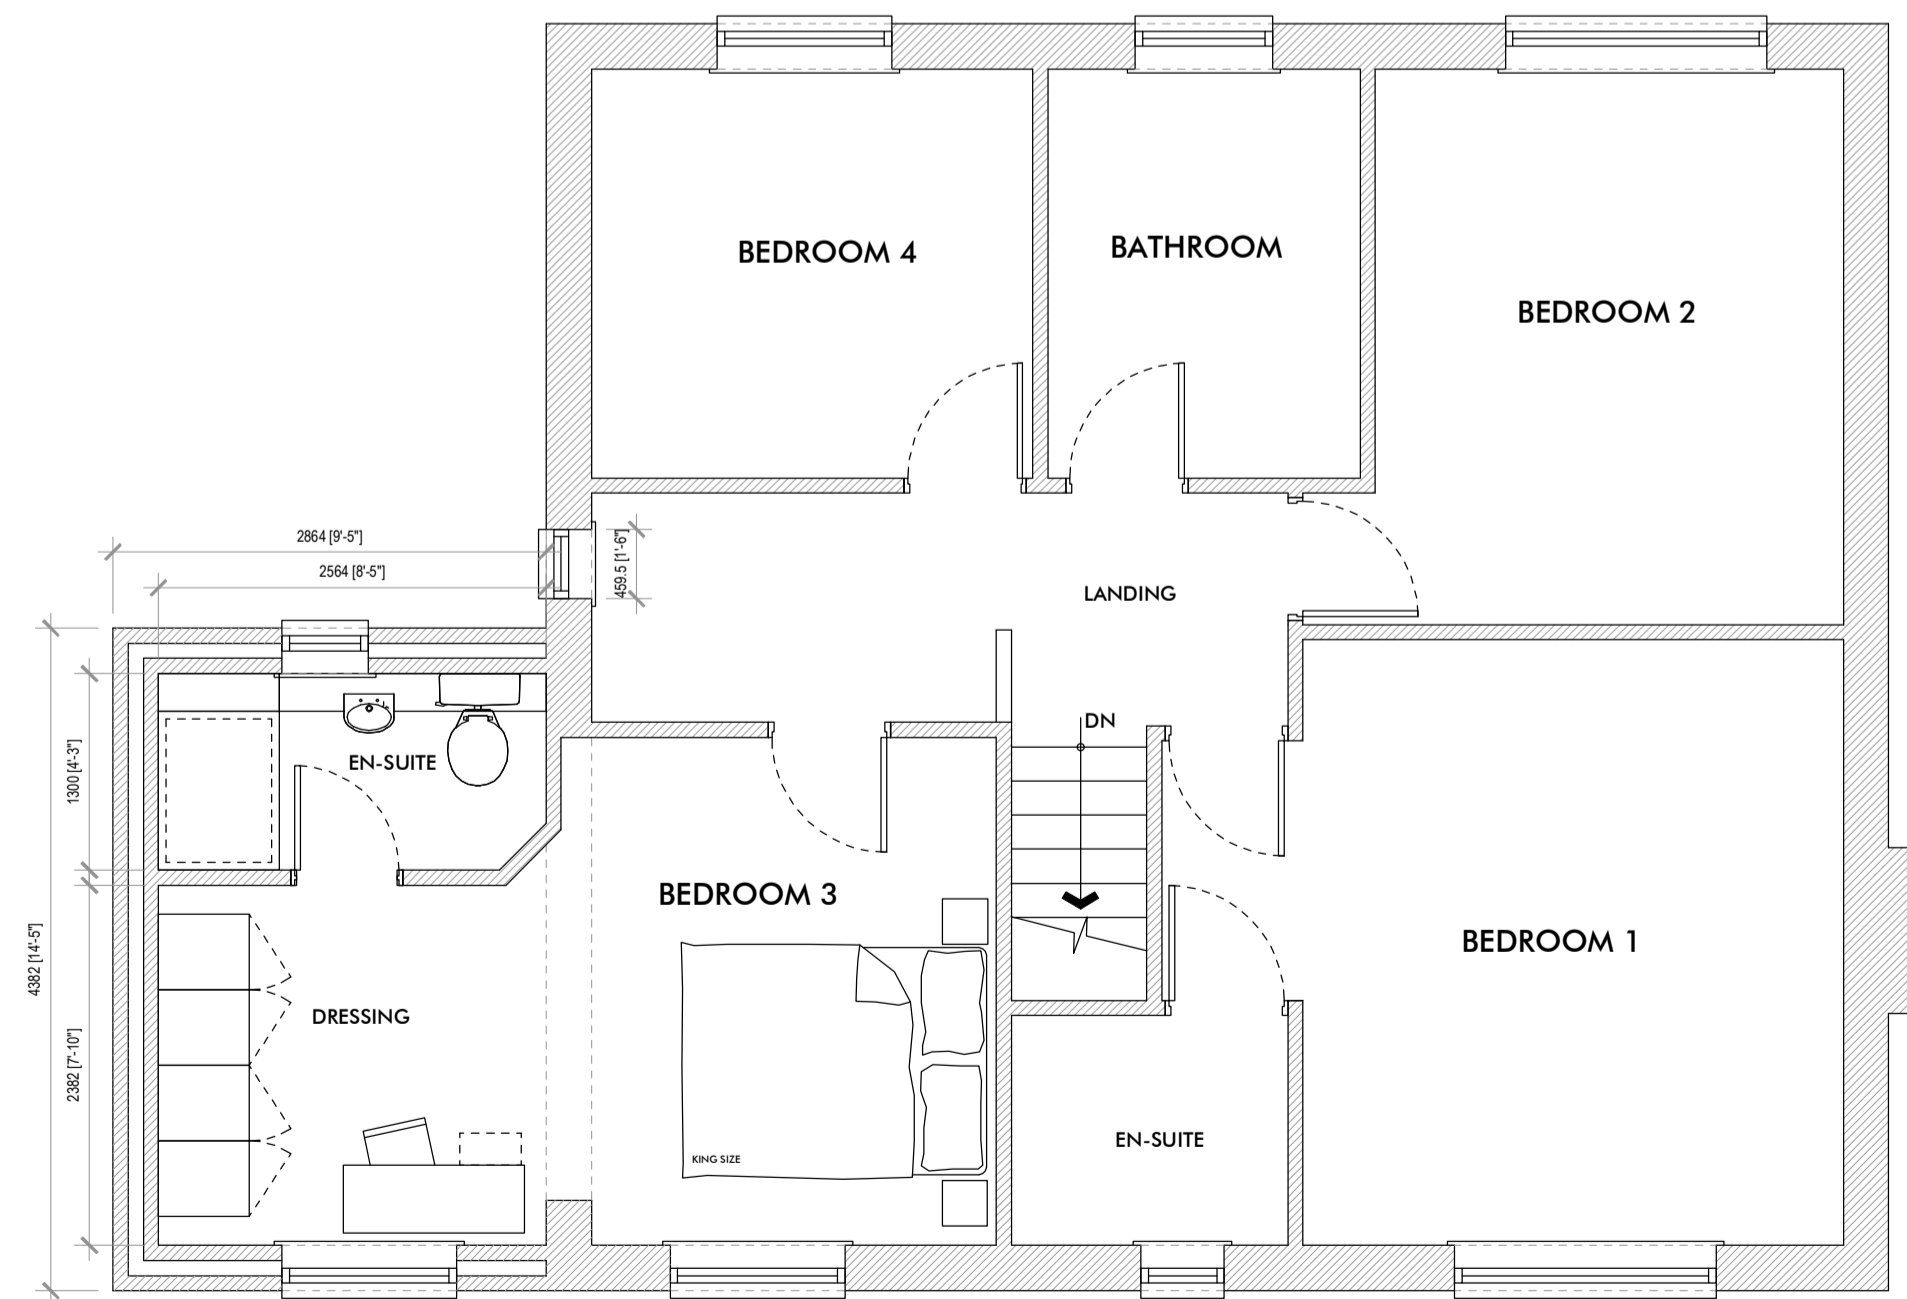 BEDROOM 4
BATHROOM
BEDROOM 2
2864 [9'-5"]
2564 [8'-5"]
459.5 [1'-6"]
LANDING
DN
EN-SUITE
1300 [4'-3"]
BEDROOM 3
BEDROOM 1
4382 [14'-5"]
DRESSING
2382 [7'-10"]
EN-SUITE
KING SIZE